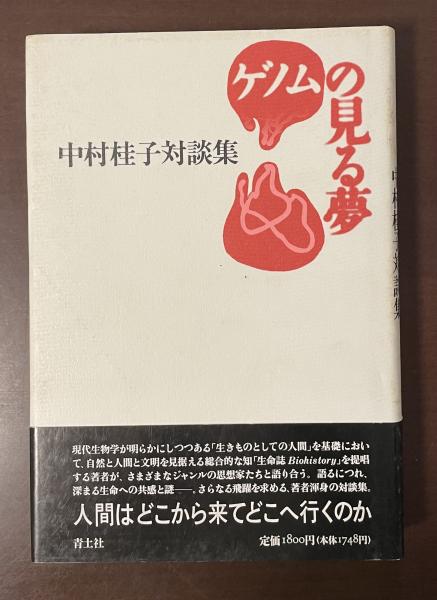 ゲノムの見る夢
中村桂子対談集
中村桂子対談集
現代生物学が明らかにしつつある「生きものとしての人間」を基礎におい
て、自然と人間と文明を見据える総合的な知「生命誌 Biohistory」を提唱
する著者が、さまざまなジャンルの思想家たちと語り合う。語るにつれ、
深まる生命への共感と謎――。さらなる飛躍を求める、著者渾身の対談集。
人間はどこから来てどこへ行くのか
青土社
定価1800円(本体1748円)